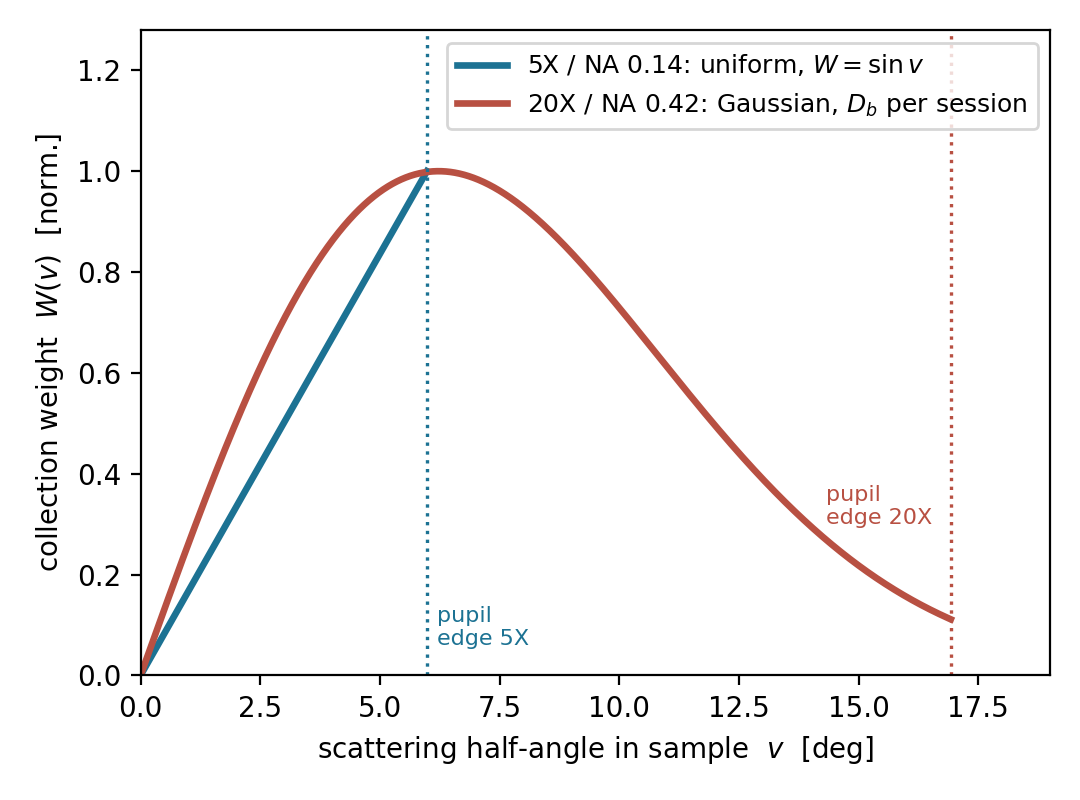 5X / NA 0.14: uniform, W = sin v
20X / NA 0.42: Gaussian, D_b per session
collection weight W(v) [norm.]
1.2
1.0
0.8
0.6
0.4
0.2
0.0
pupil
edge 20X
pupil
edge 5X
0.0 2.5 5.0 7.5 10.0 12.5 15.0 17.5
scattering half-angle in sample v [deg]